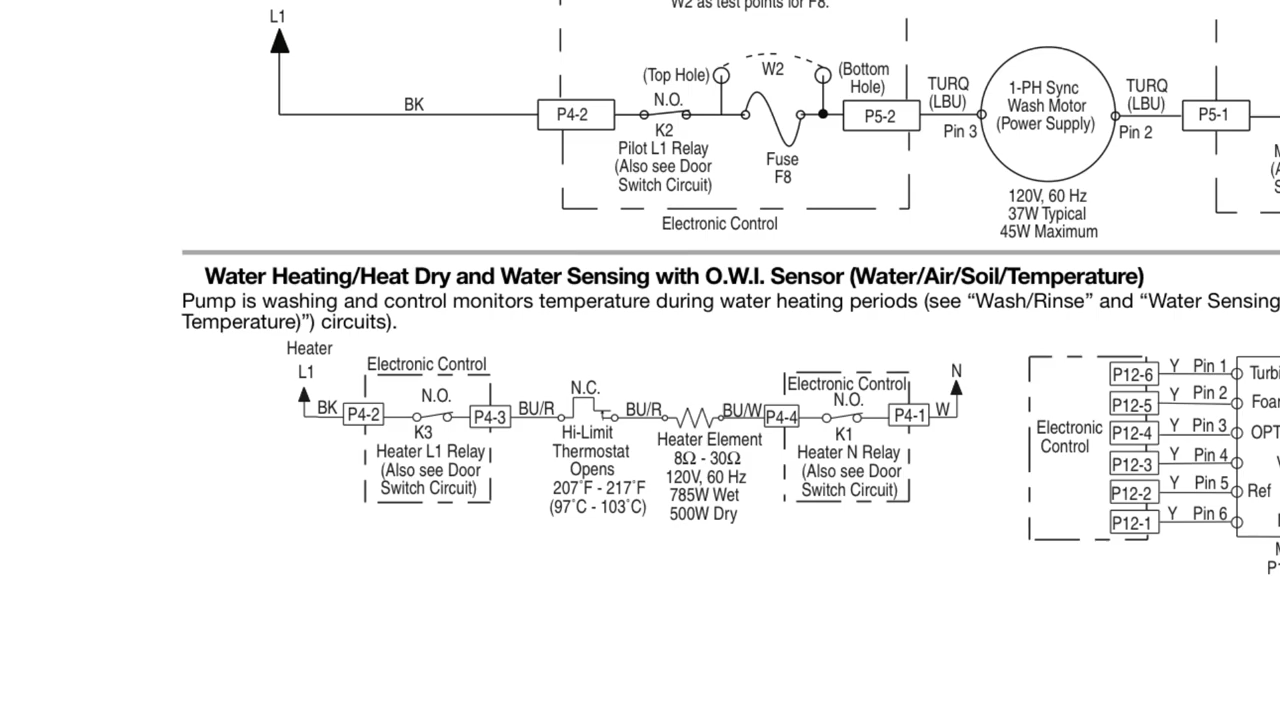 W2 as test points for F8.
L1
BK
P4-2
N.O.
K2
Pilot L1 Relay
(Also see Door
Switch Circuit)
(Top Hole)
W2
(Bottom
Hole)
Fuse
F8
P5-2
Electronic Control
TURQ
(LBU)
Pin 3
1-PH Sync
Wash Motor
(Power Supply)
120V, 60 Hz
37W Typical
45W Maximum
TURQ
(LBU)
Pin 2
P5-1
Water Heating/Heat Dry and Water Sensing with O.W.I. Sensor (Water/Air/Soil/Temperature)
Pump is washing and control monitors temperature during water heating periods (see “Wash/Rinse” and “Water Sensing
Temperature)”) circuits).
Heater
L1
BK
Electronic Control
P4-2
N.O.
K3
Heater L1 Relay
(Also see Door
Switch Circuit)
P4-3
BU/R
N.C.
Hi-Limit
Thermostat
Opens
207˚F - 217˚F
(97˚C - 103˚C)
BU/R
Heater Element
8Ω - 30Ω
120V, 60 Hz
785W Wet
500W Dry
BU/W
P4-4
Electronic Control
N.O.
K1
Heater N Relay
(Also see Door
Switch Circuit)
P4-1
W
N
Electronic
Control
P12-6 Y Pin 1
P12-5 Y Pin 2
P12-4 Y Pin 3 OPT
P12-3 Y Pin 4
P12-2 Y Pin 5 Ref
P12-1 Y Pin 6